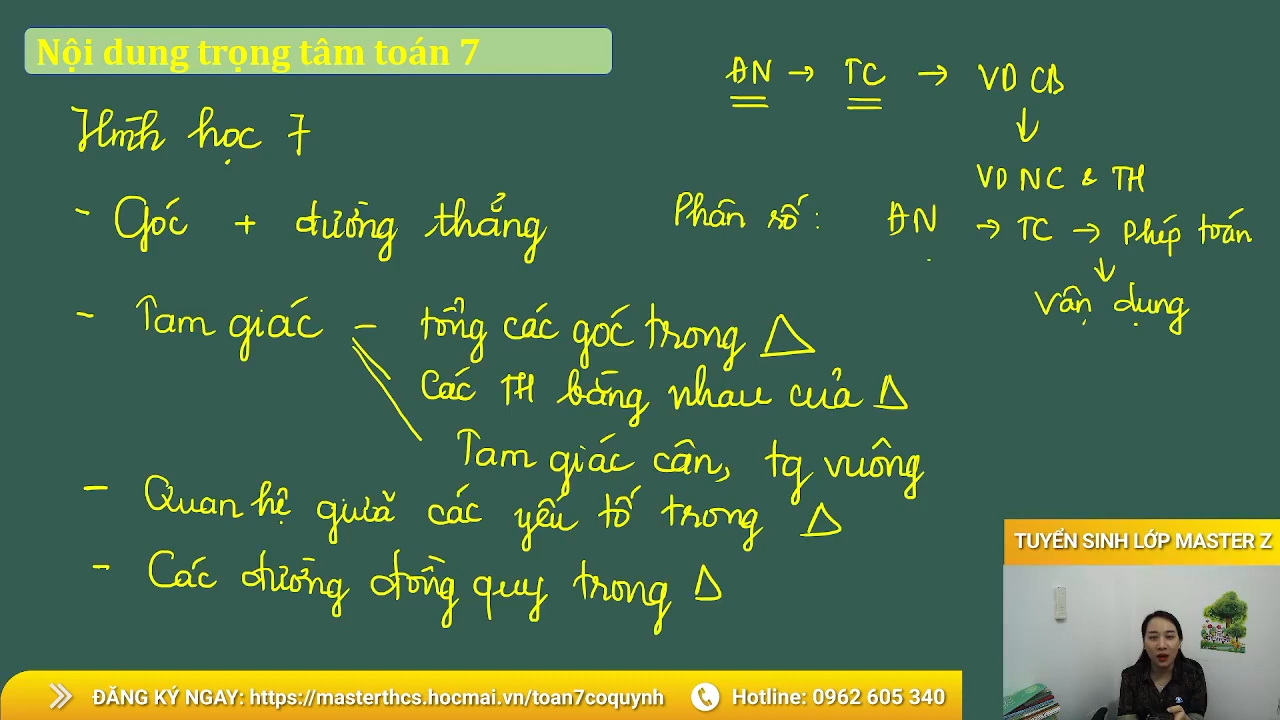 Nội dung trọng tâm toán 7
Hình học 7
- Góc + đường thẳng
- Tam giác - tổng các góc trong Δ
Các TH bằng nhau của Δ
Tam giác cân, tg vuông
- Quan hệ giữa các yếu tố trong Δ
- Các đường đồng quy trong Δ
ĐN → TC → VD CB
↓
VD NC & TH
Phân số: ĐN → TC → Phép toán
↓
Vận dụng
TUYỂN SINH LỚP MASTER Z
ĐĂNG KÝ NGAY: https://masterthcs.hocmai.vn/toan7coquynh
Hotline: 0962 605 340